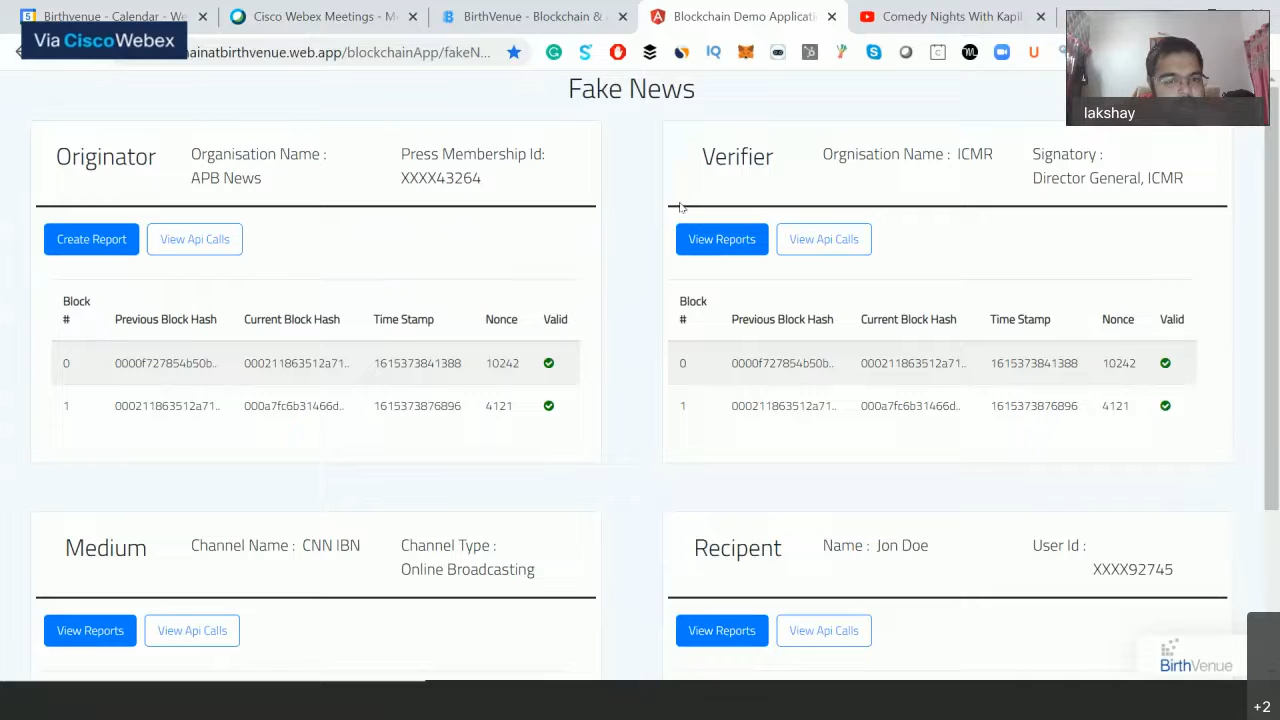 Birthvenue - Calendar - We
Cisco Webex Meetings - M
BirthVenue - Blockchain &
Blockchain Demo Applicati
Comedy Nights With Kapil
Via CiscoWebex
hainatbirthvenue.web.app/blockchainApp/fakeN...
lakshay
Fake News
Originator
Organisation Name :
APB News
Press Membership Id:
XXXX43264
Create Report
View Api Calls
Block
#
Previous Block Hash
Current Block Hash
Time Stamp
Nonce
Valid
0 0000f727854b50b.. 000211863512a71.. 1615373841388 10242
1 000211863512a71.. 000a7fc6b31466d.. 1615373876896 4121
Verifier
Orgnisation Name : ICMR
Signatory :
Director General, ICMR
View Reports
View Api Calls
Block
#
Previous Block Hash
Current Block Hash
Time Stamp
Nonce
Valid
0 0000f727854b50b.. 000211863512a71.. 1615373841388 10242
1 000211863512a71.. 000a7fc6b31466d.. 1615373876896 4121
Medium
Channel Name : CNN IBN
Channel Type :
Online Broadcasting
View Reports
View Api Calls
Recipent
Name : Jon Doe
User Id :
XXXX92745
View Reports
View Api Calls
BirthVenue
+2